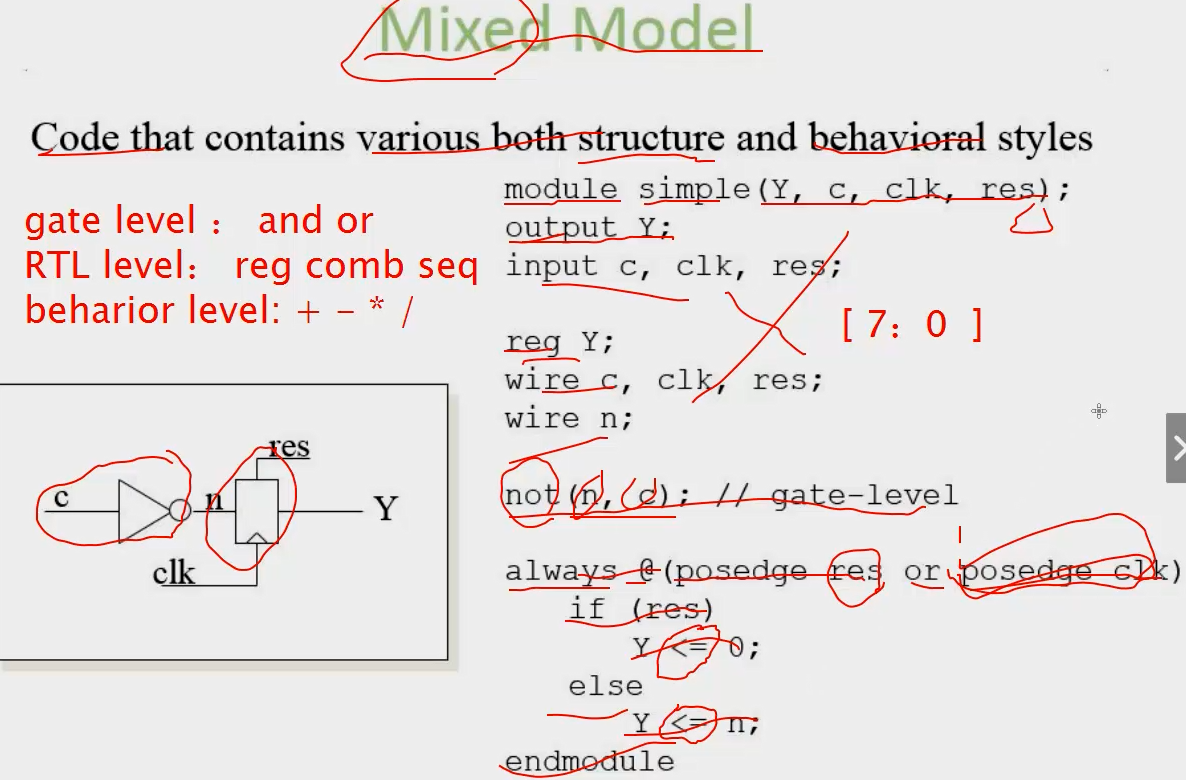 Mixed Model
Code that contains various both structure and behavioral styles
gate level： and or
RTL level： reg comb seq
beharior level: + - * /
module simple(Y, c, clk, res);
output Y;
input c, clk, res;
[ 7：0 ]
reg Y;
wire c, clk, res;
wire n;
not(n, c); // gate-level
always @(posedge res or posedge clk)
if (res)
Y <= 0;
else
Y <= n;
endmodule
res
c
n
Y
clk